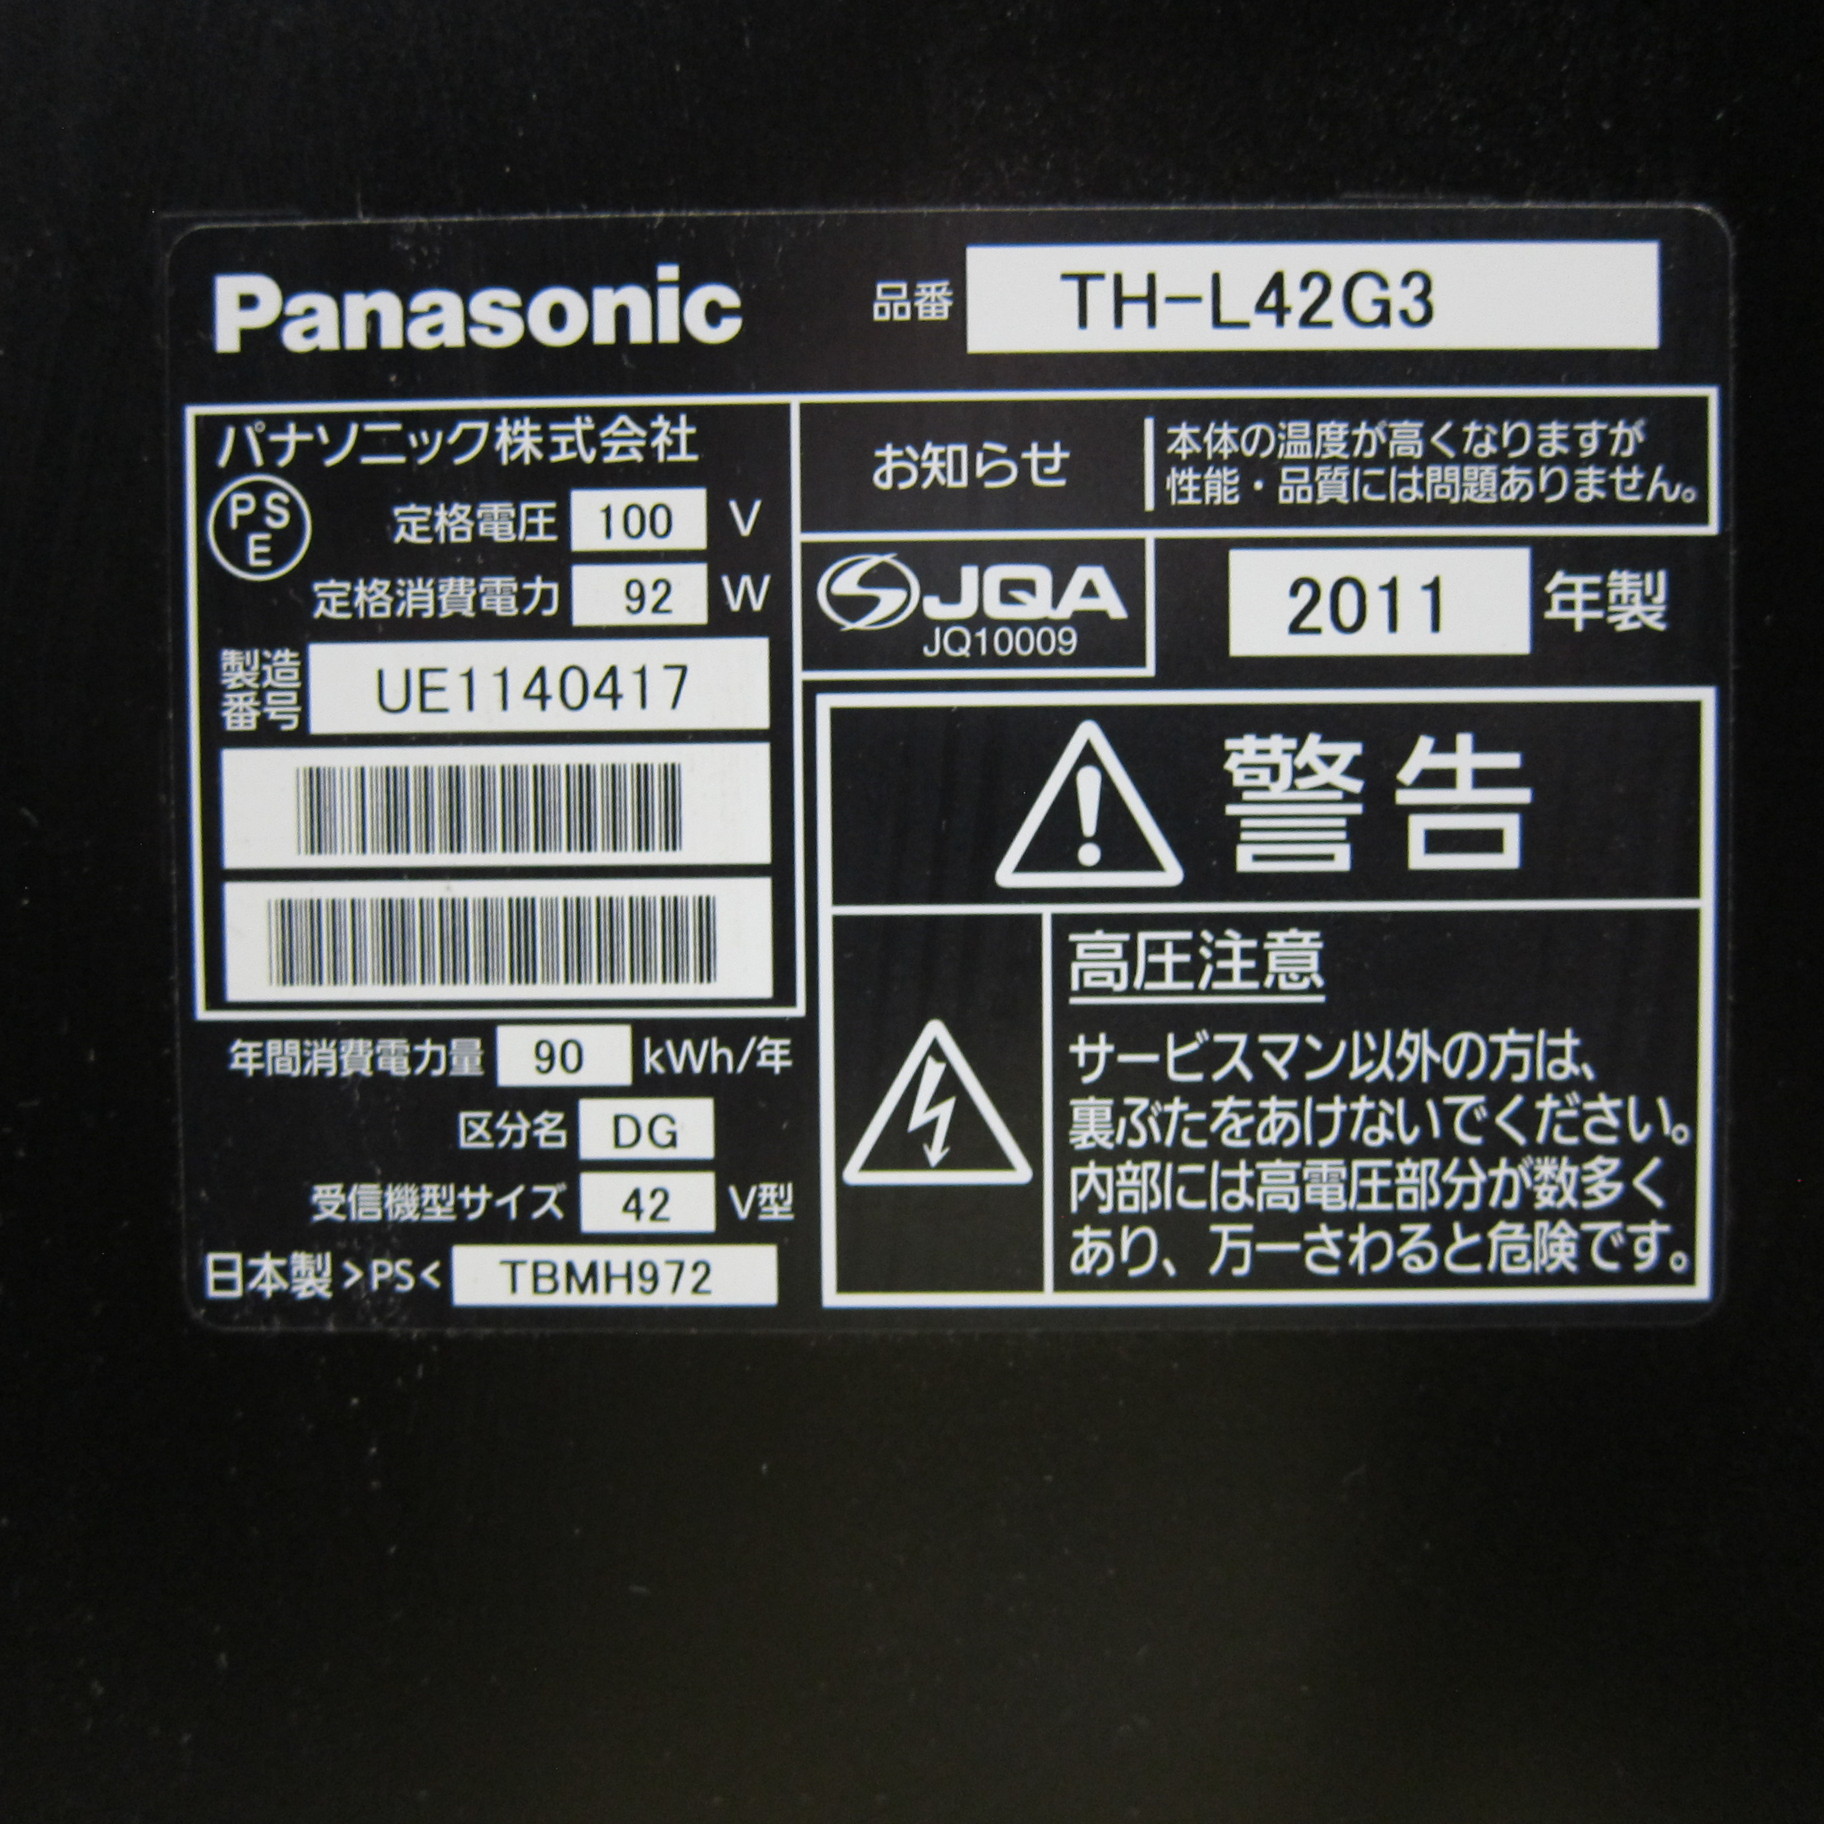 Panasonic
品番 TH-L42G3
パナソニック株式会社
PS
E
定格電圧 100 V
定格消費電力 92 W
製造
番号
UE1140417
年間消費電力量 90 kWh/年
区分名 DG
受信機型サイズ 42 V型
日本製 >PS< TBMH972
お知らせ
本体の温度が高くなりますが
性能・品質には問題ありません。
JQA
JQ10009
2011 年製
警告
高圧注意
サービスマン以外の方は、
裏ぶたをあけないでください。
内部には高電圧部分が数多く
あり、万一さわると危険です。